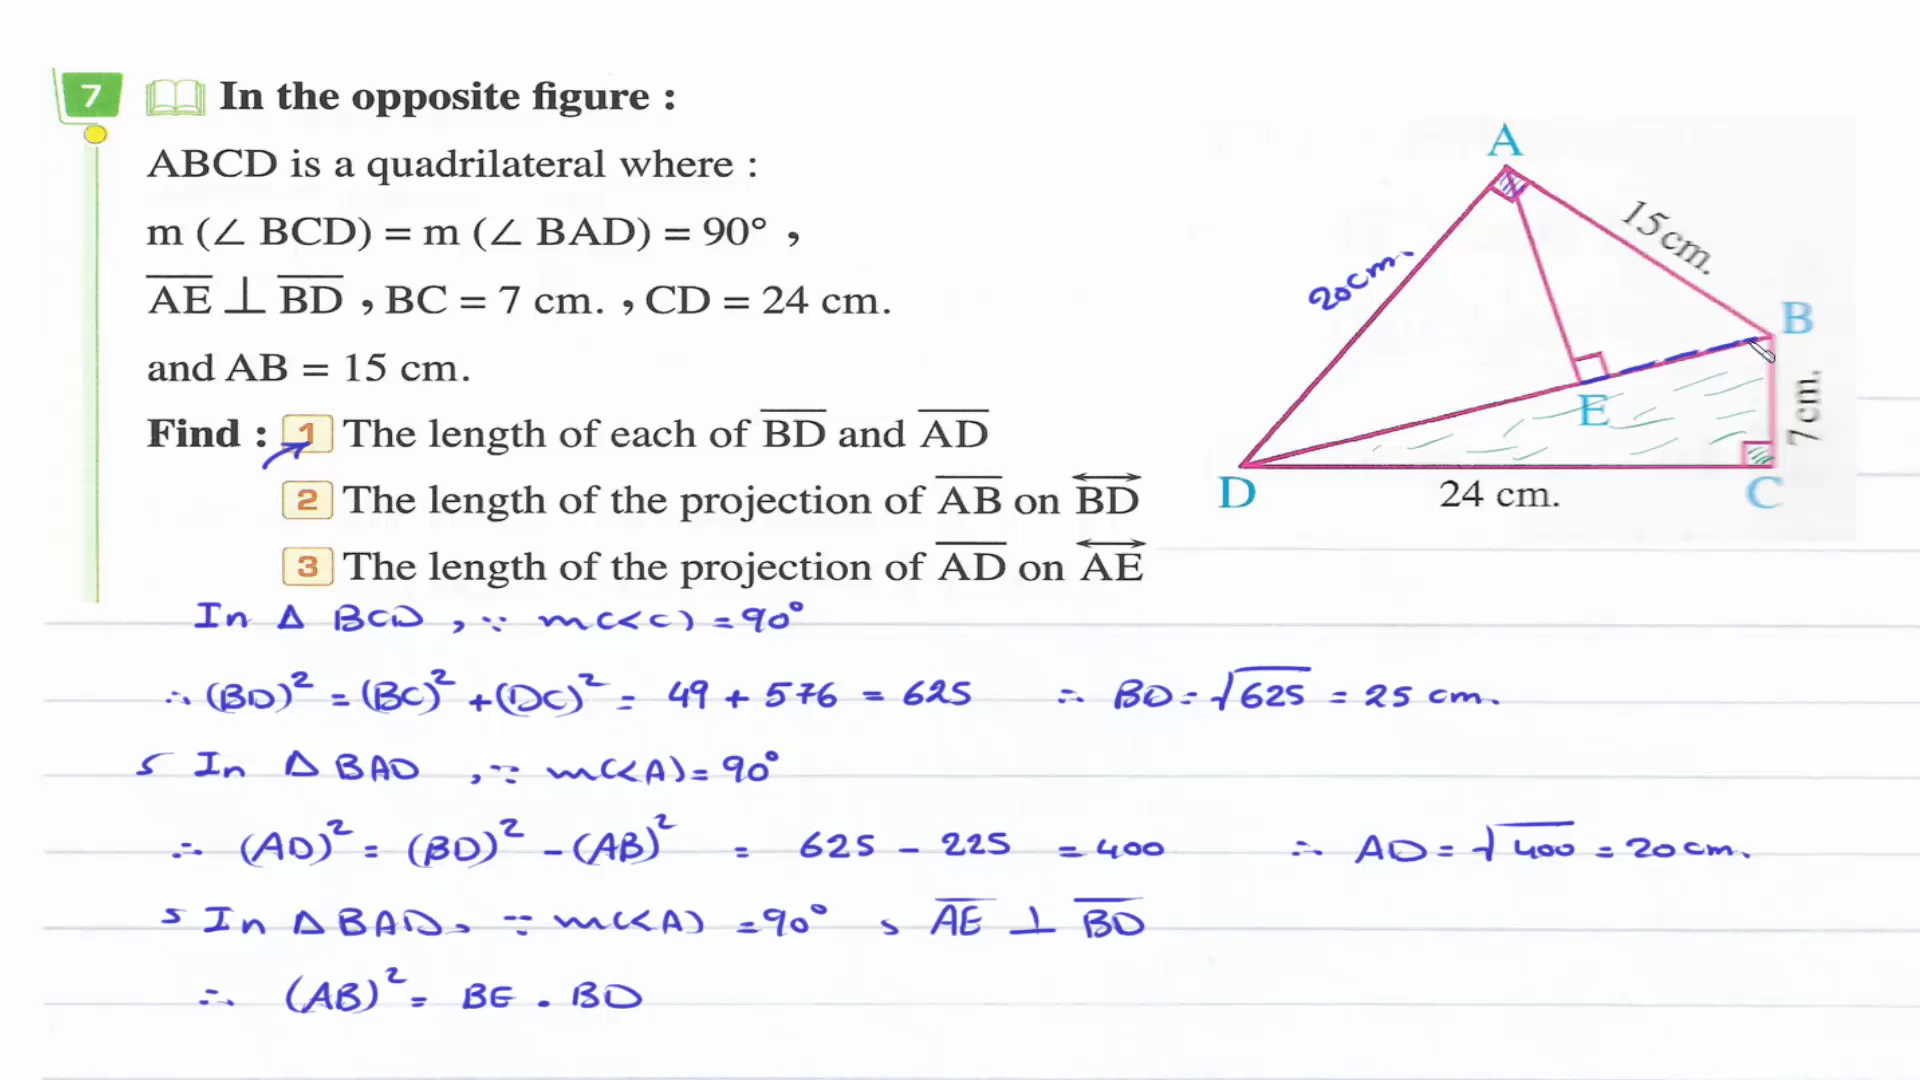 7 In the opposite figure :
ABCD is a quadrilateral where :
m (∠ BCD) = m (∠ BAD) = 90° ,
AE ⊥ BD , BC = 7 cm. , CD = 24 cm.
and AB = 15 cm.
Find : 1 The length of each of BD and AD
2 The length of the projection of AB on BD
3 The length of the projection of AD on AE
A
15 cm.
20 cm.
B
E
7 cm.
D
24 cm.
C
In Δ BCD , ∵ m(<C) = 90°
∴ (BD)² = (BC)² + (DC)² = 49 + 576 = 625 ∴ BD = √625 = 25 cm.
, In Δ BAD , ∵ m(<A) = 90°
∴ (AD)² = (BD)² - (AB)² = 625 - 225 = 400 ∴ AD = √400 = 20 cm.
, In Δ BAD, ∵ m(<A) = 90° , AE ⊥ BD
∴ (AB)² = BE . BD